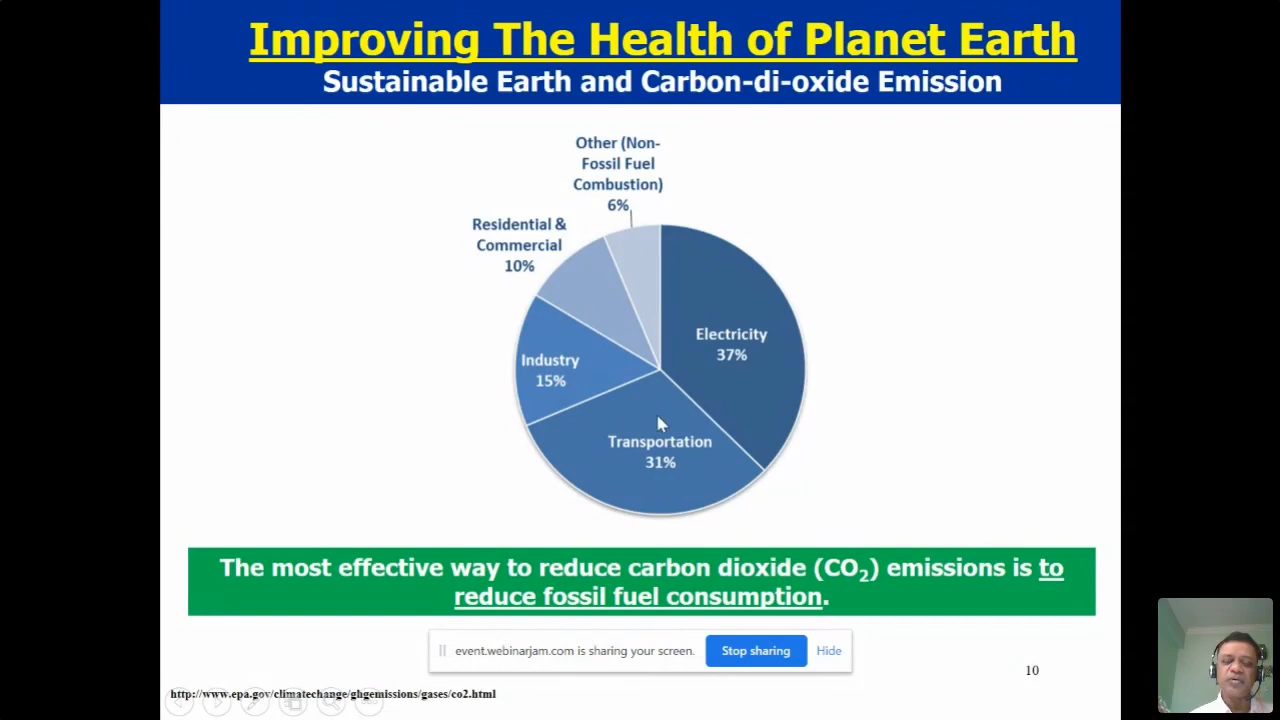 Improving The Health of Planet Earth
Sustainable Earth and Carbon-di-oxide Emission
Other (Non-
Fossil Fuel
Combustion)
6%
Residential &
Commercial
10%
Electricity
37%
Industry
15%
Transportation
31%
The most effective way to reduce carbon dioxide (CO₂) emissions is to
reduce fossil fuel consumption.
event.webinarjam.com is sharing your screen.
Stop sharing
Hide
10
http://www.epa.gov/climatechange/ghgemissions/gases/co2.html